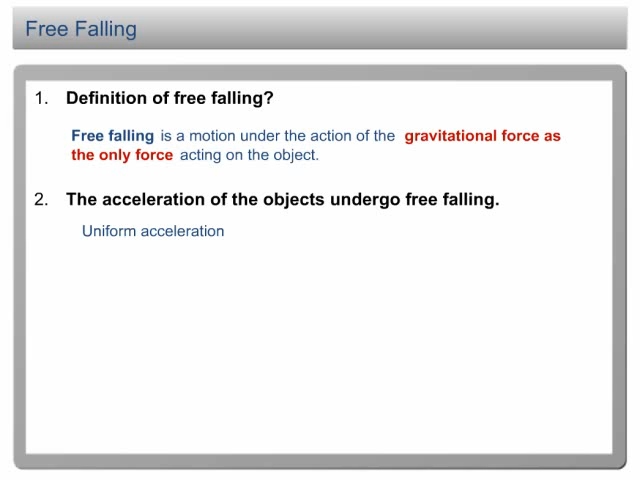 Free Falling
1. Definition of free falling?
Free falling is a motion under the action of the gravitational force as
the only force acting on the object.
2. The acceleration of the objects undergo free falling.
Uniform acceleration